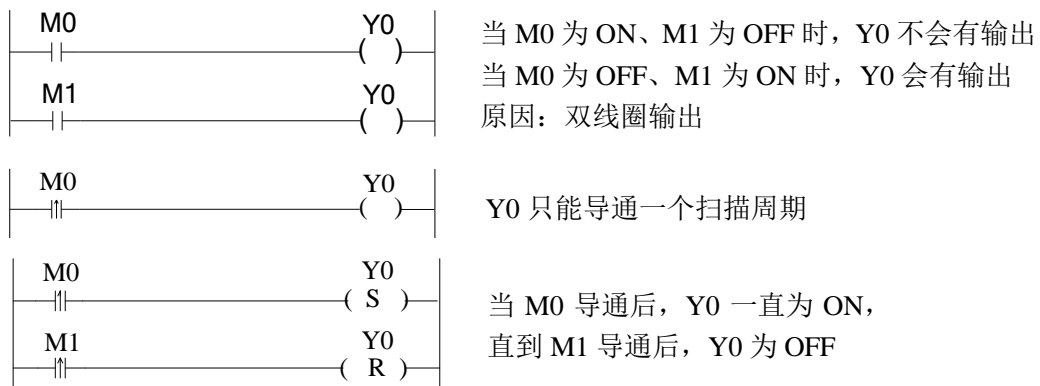 M0 Y0
( )
M1 Y0
( )
当 M0 为 ON、M1 为 OFF 时，Y0 不会有输出
当 M0 为 OFF、M1 为 ON 时，Y0 会有输出
原因：双线圈输出
M0 Y0
( )
Y0 只能导通一个扫描周期
M0 Y0
( S )
M1 Y0
( R )
当 M0 导通后，Y0 一直为 ON，
直到 M1 导通后，Y0 为 OFF